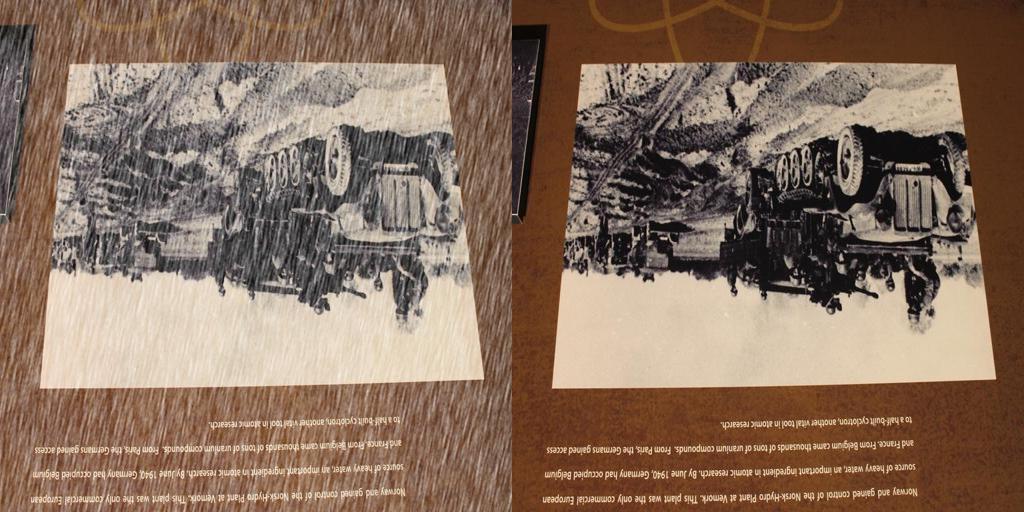 Norway and gained control of the Norsk-Hydro Plant at Vemork. This plant was the only commercial European
source of heavy water, an important ingredient in atomic research. By June 1940, Germany had occupied Belgium
and France. From Belgium came thousands of tons of uranium compounds. From Paris, the Germans gained access
to a half-built cyclotron, another vital tool in atomic research.
Norway and gained control of the Norsk-Hydro Plant at Vemork. This plant was the only commercial European
source of heavy water, an important ingredient in atomic research. By June 1940, Germany had occupied Belgium
and France. From Belgium came thousands of tons of uranium compounds. From Paris, the Germans gained access
to a half-built cyclotron, another vital tool in atomic research.